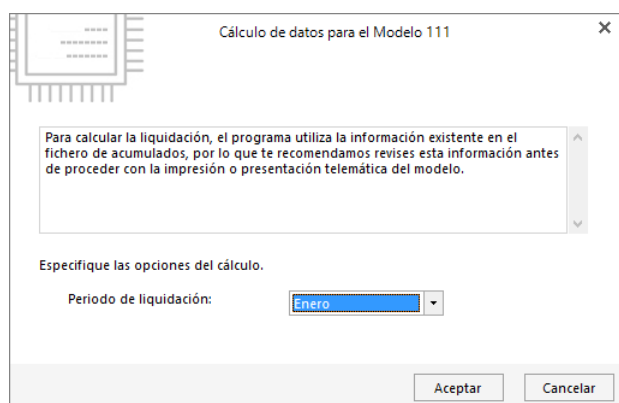 Cálculo de datos para el Modelo 111
Para calcular la liquidación, el programa utiliza la información existente en el
fichero de acumulados, por lo que te recomendamos revises esta información antes
de proceder con la impresión o presentación telemática del modelo.
Especifique las opciones del cálculo.
Periodo de liquidación: Enero
Aceptar Cancelar